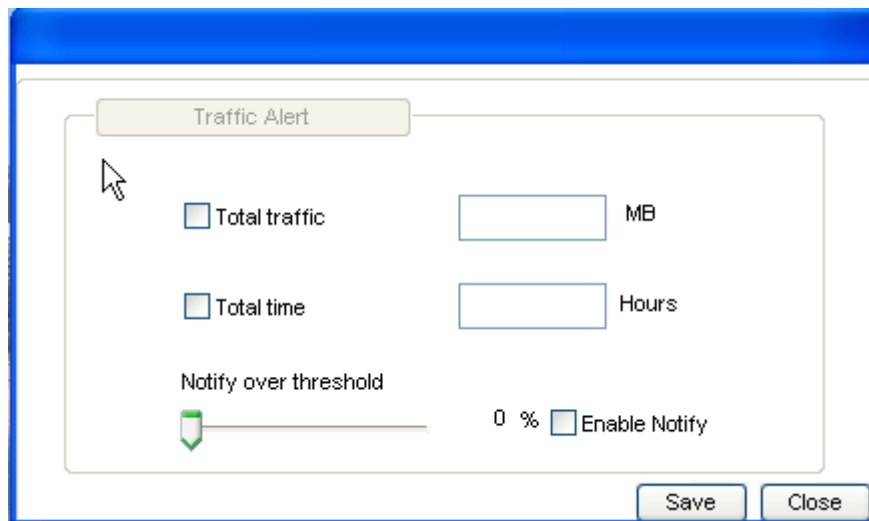 Traffic Alert
Total traffic MB
Total time Hours
Notify over threshold
0 % Enable Notify
Save Close